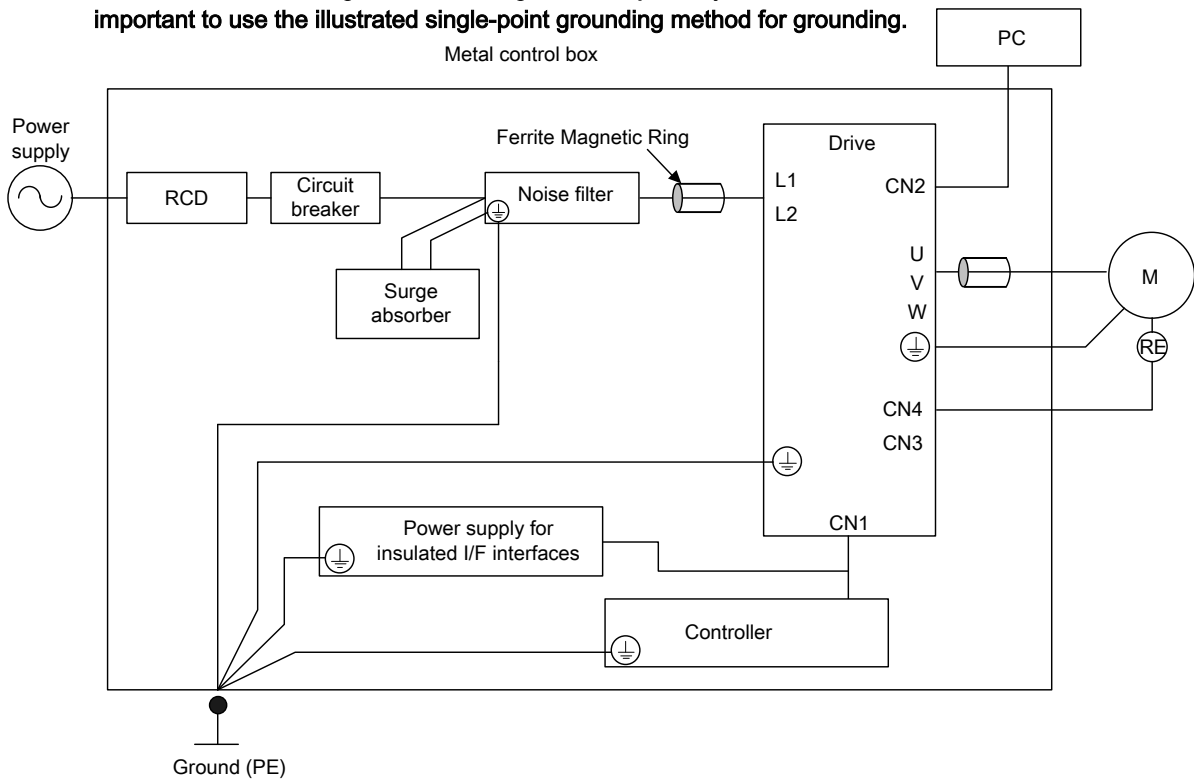 important to use the illustrated single-point grounding method for grounding.
Metal control box
PC
Power
supply
RCD
Circuit
breaker
Noise filter
Ferrite Magnetic Ring
Surge
absorber
Drive
L1
L2
CN2
U
V
W
CN4
CN3
CN1
M
RE
Power supply for
insulated I/F interfaces
Controller
Ground (PE)